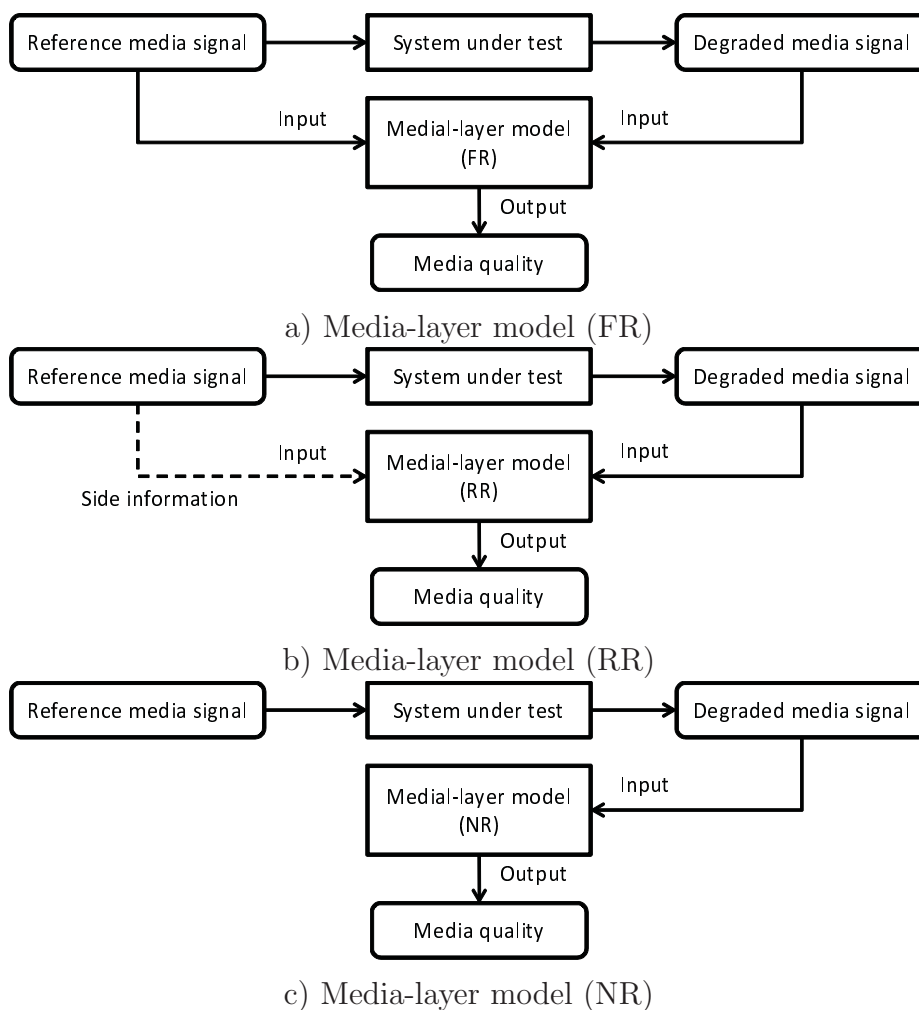 Reference media signal
System under test
Degraded media signal
Input
Medial-layer model
(FR)
Input
Output
Media quality
a) Media-layer model (FR)
Reference media signal
System under test
Degraded media signal
Input
Medial-layer model
(RR)
Input
Side information
Output
Media quality
b) Media-layer model (RR)
Reference media signal
System under test
Degraded media signal
Medial-layer model
(NR)
Input
Output
Media quality
c) Media-layer model (NR)